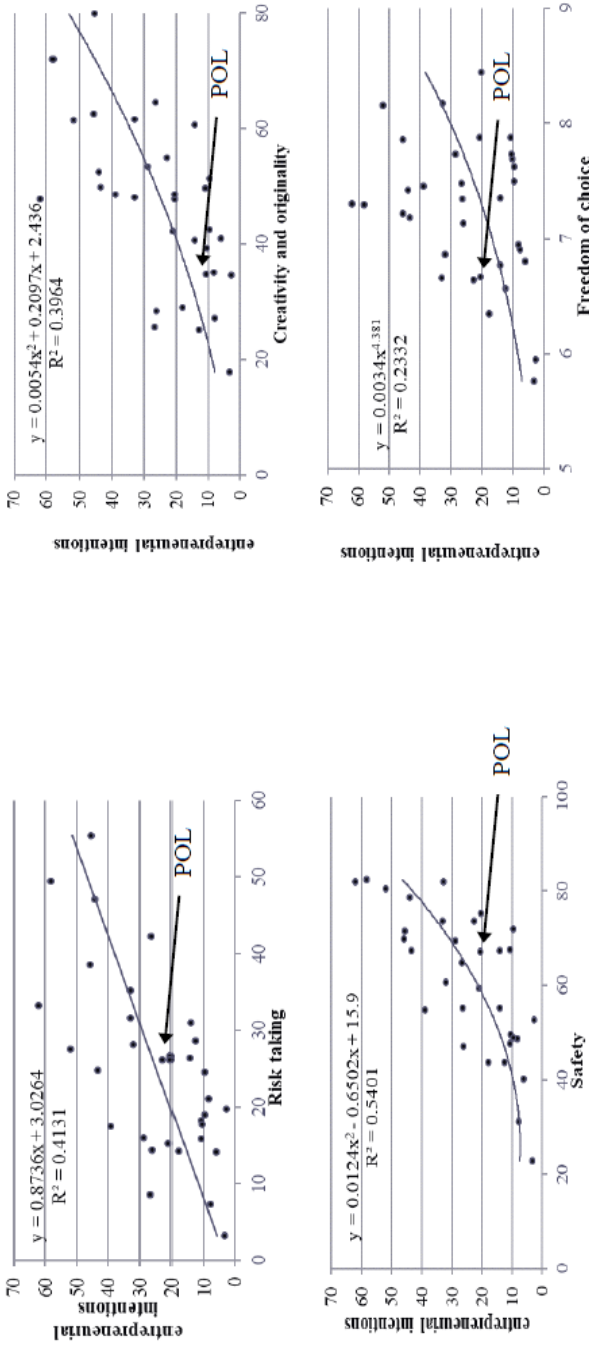 y = 0.8736x + 3.0264
R² = 0.4131
entrepreneurial
intentions
70
60
50
40
30
20
10
0
0 10 20 30 40 50 60
POL
Risk taking
y = 0.0054x² + 0.2097x + 2.436
R² = 0.3964
entrepreneurial intentions
70
60
50
40
30
20
10
0
0 20 40 60 80
POL
Creativity and originality
y = 0.0124x² - 0.6502x + 15.9
R² = 0.5401
entrepreneurial intentions
70
60
50
40
30
20
10
0
0 20 40 60 80 100
POL
Safety
y = 0.0034x^4.381
R² = 0.2332
entrepreneurial intentions
70
60
50
40
30
20
10
0
5 6 7 8 9
POL
Freedom of choice